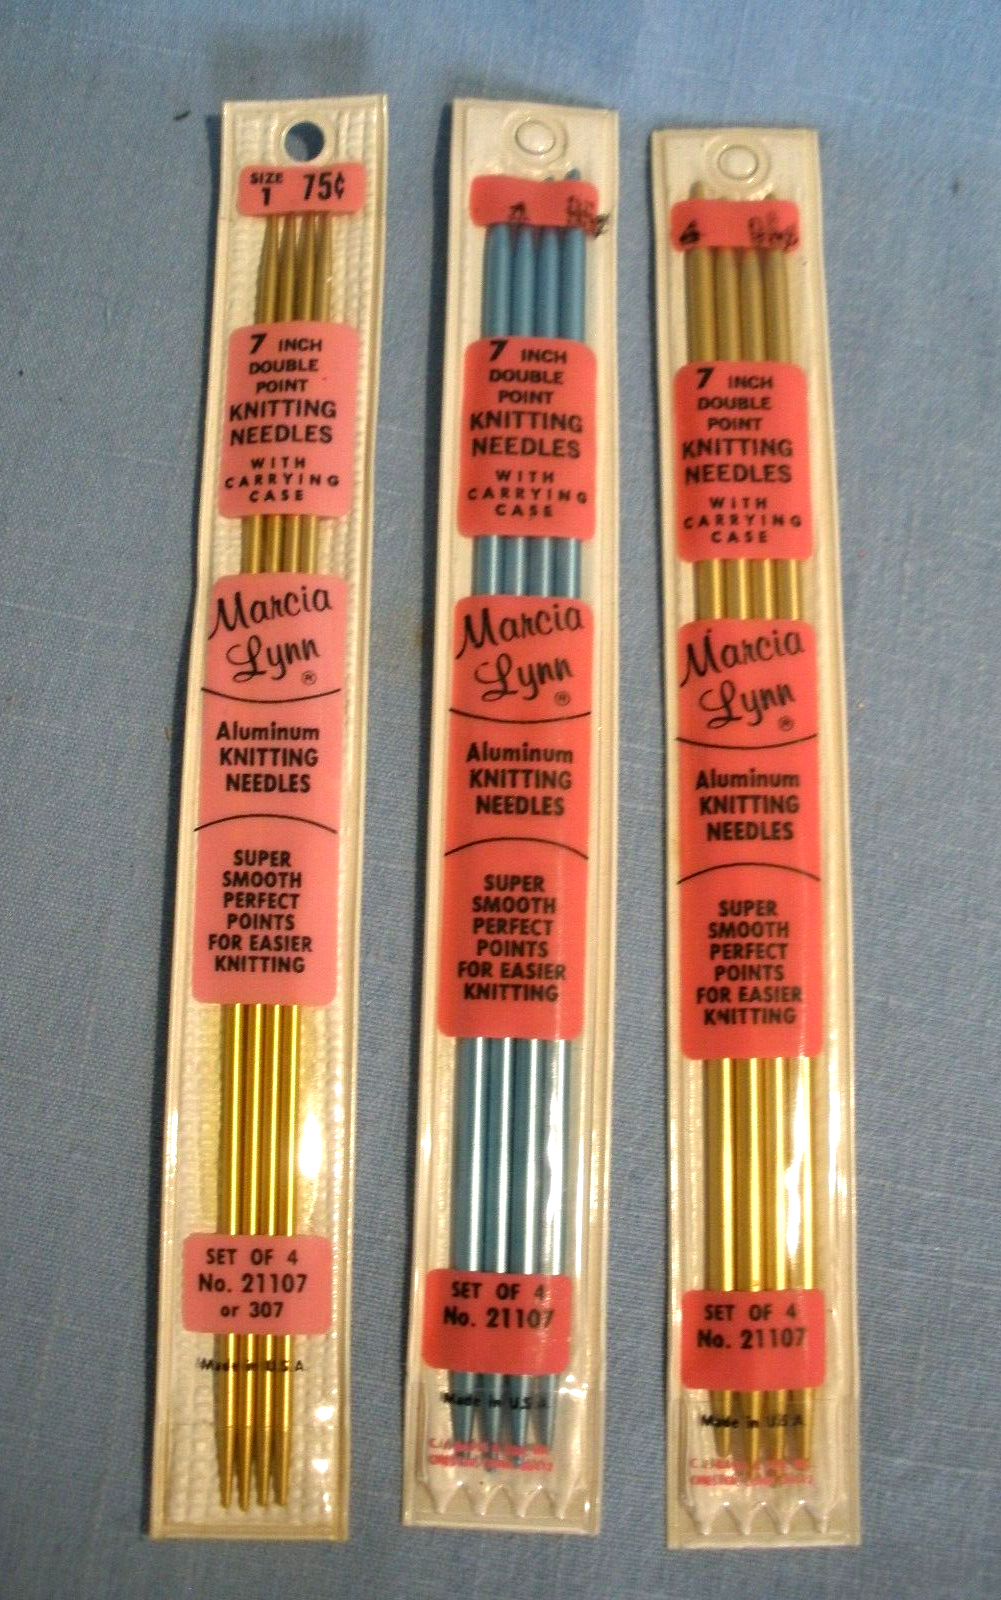 SIZE 1 75¢
7 INCH
DOUBLE
POINT
KNITTING
NEEDLES
WITH
CARRYING
CASE
Marcia
Lynn ®
Aluminum
KNITTING
NEEDLES
SUPER
SMOOTH
PERFECT
POINTS
FOR EASIER
KNITTING
SET OF 4
No. 21107
or 307
Made in U.S.A.
7 INCH
DOUBLE
POINT
KNITTING
NEEDLES
WITH
CARRYING
CASE
Marcia
Lynn ®
Aluminum
KNITTING
NEEDLES
SUPER
SMOOTH
PERFECT
POINTS
FOR EASIER
KNITTING
SET OF 4
No. 21107
Made in U.S.A.
7 INCH
DOUBLE
POINT
KNITTING
NEEDLES
WITH
CARRYING
CASE
Marcia
Lynn ®
Aluminum
KNITTING
NEEDLES
SUPER
SMOOTH
PERFECT
POINTS
FOR EASIER
KNITTING
SET OF 4
No. 21107
Made in U.S.A.